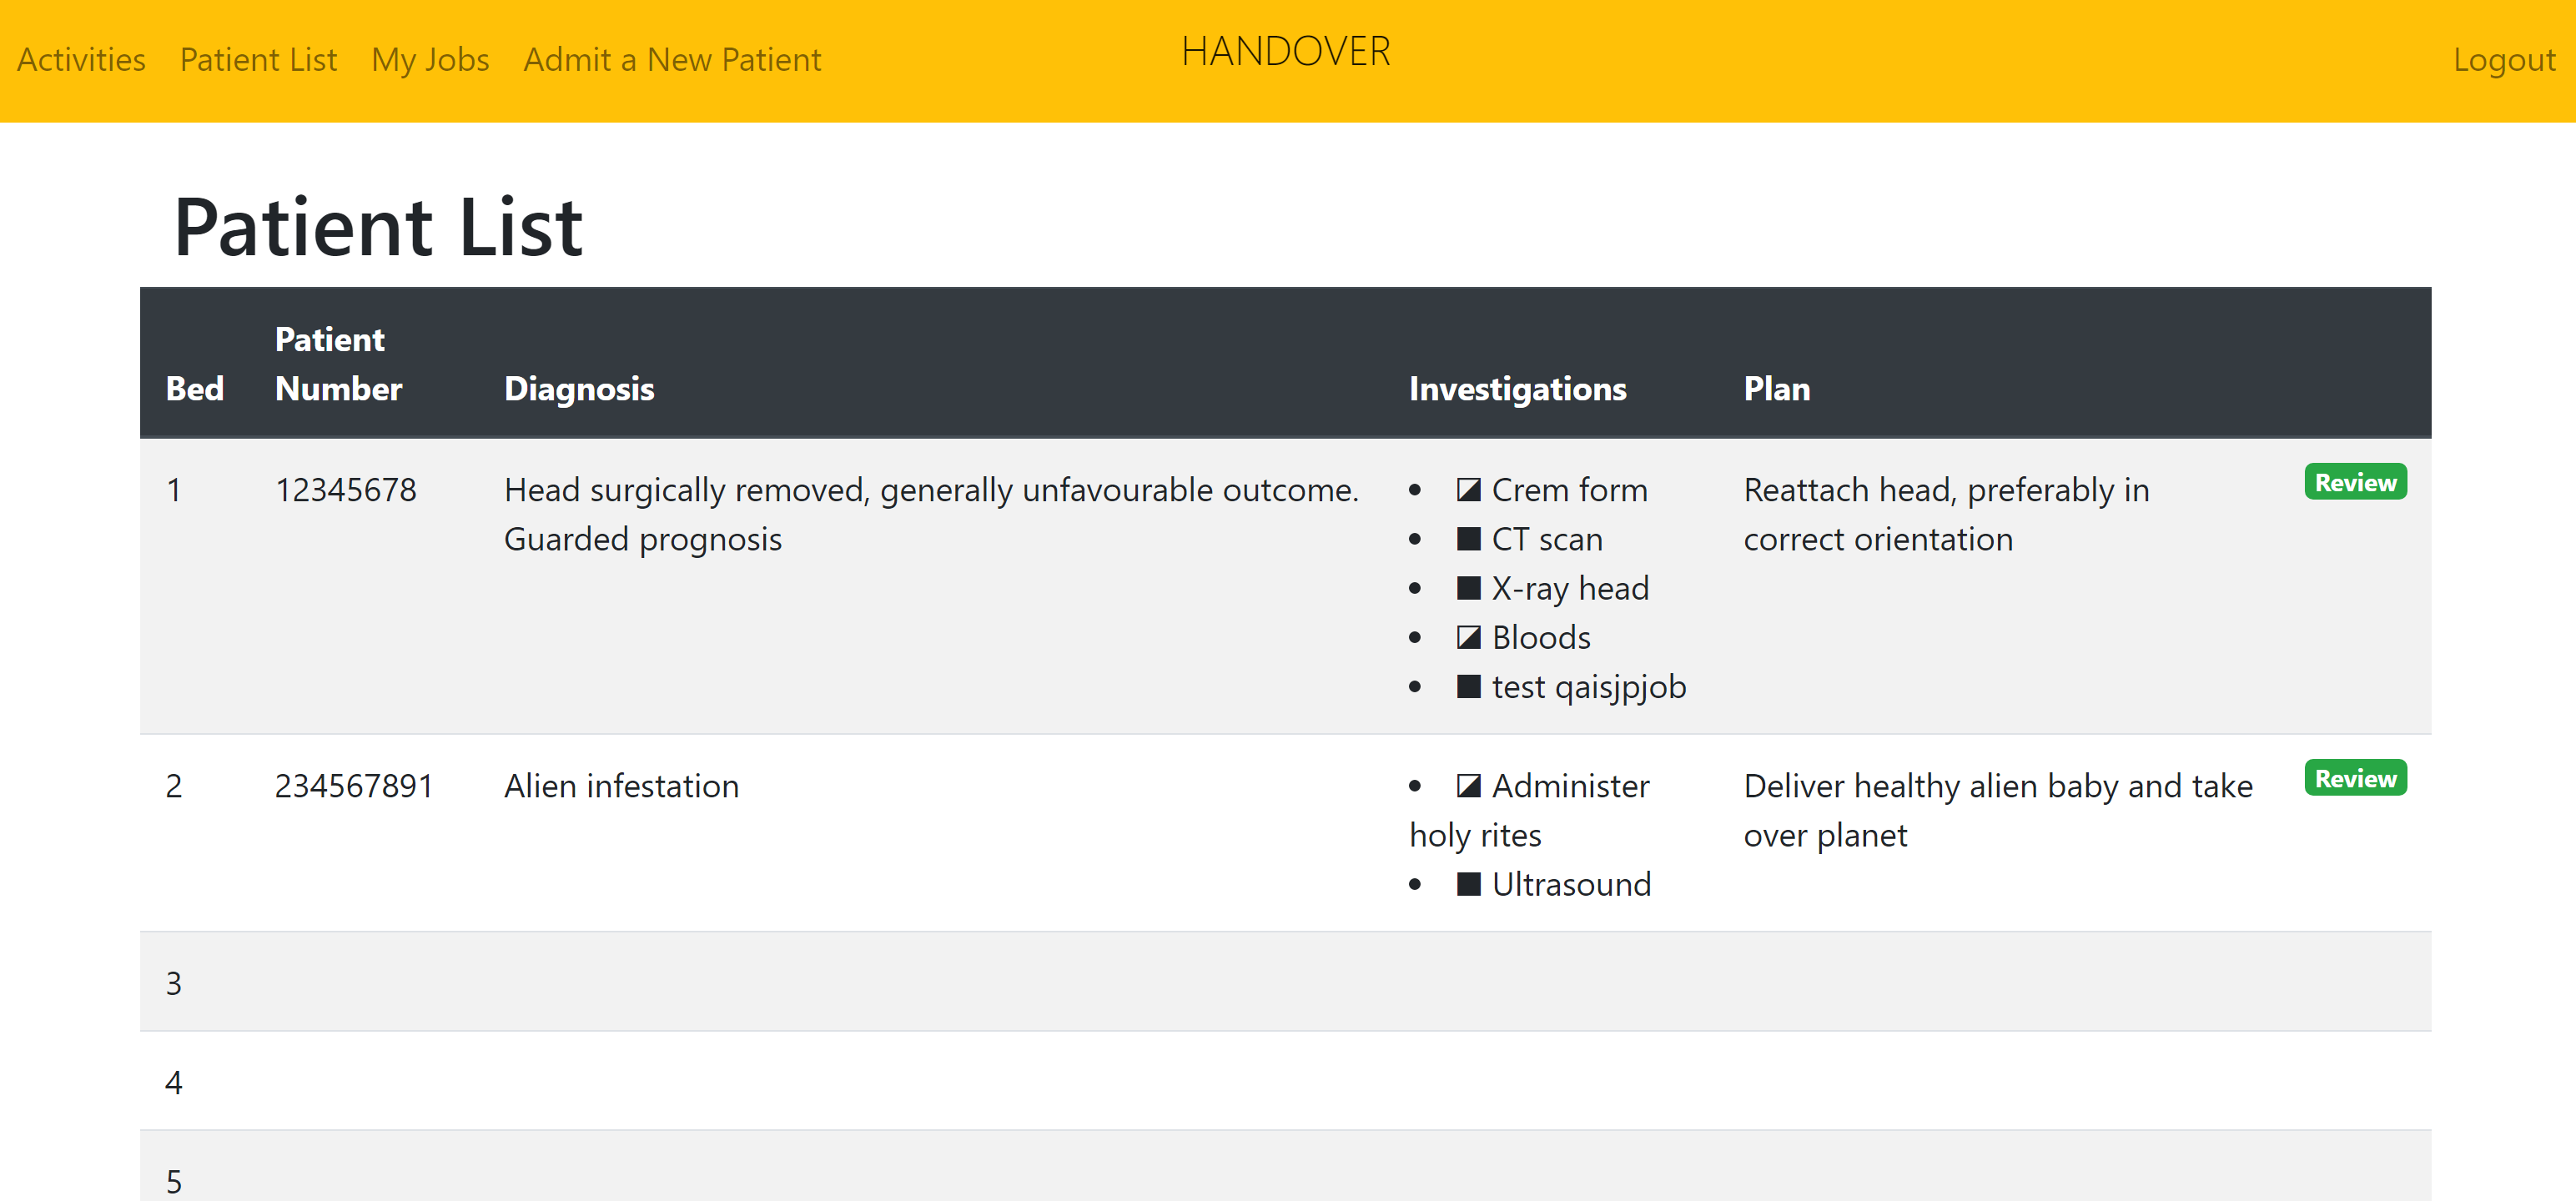 Activities Patient List My Jobs Admit a New Patient HANDOVER Logout
Patient List
Bed Patient Number Diagnosis Investigations Plan
1 12345678 Head surgically removed, generally unfavourable outcome.
Guarded prognosis
• ◪ Crem form
• ■ CT scan
• ■ X-ray head
• ◪ Bloods
• ■ test qaisjpjob
Reattach head, preferably in
correct orientation
Review
2 234567891 Alien infestation
• ◪ Administer
holy rites
• ■ Ultrasound
Deliver healthy alien baby and take
over planet
Review
3
4
5